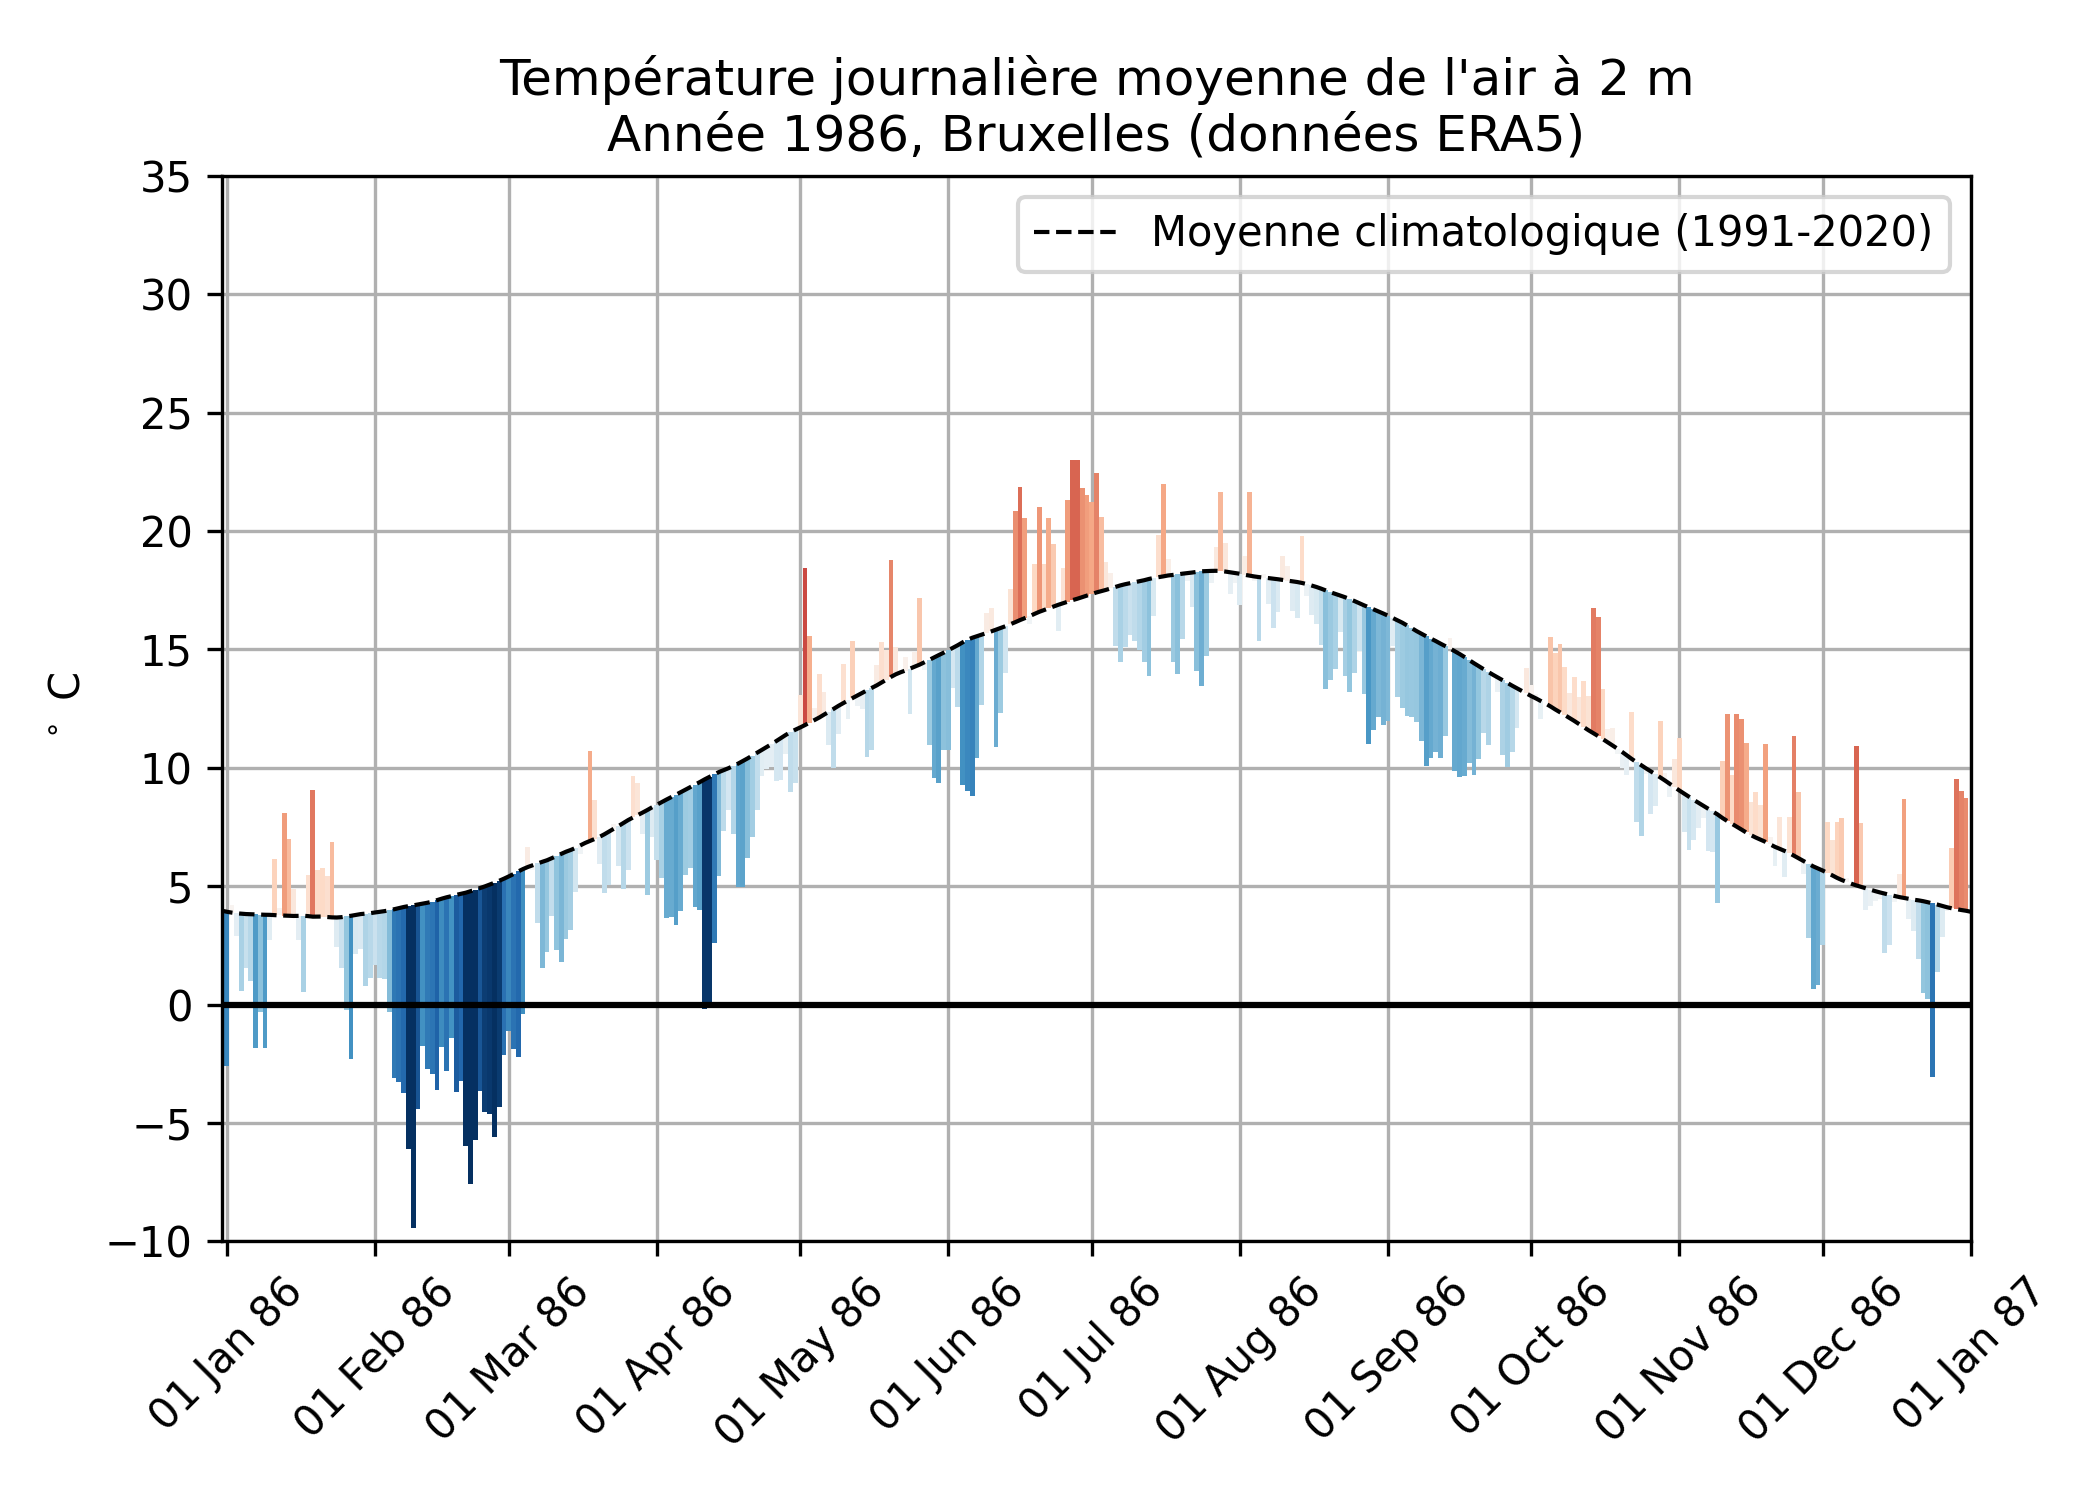 Température journalière moyenne de l'air à 2 m
Année 1986, Bruxelles (données ERA5)
Moyenne climatologique (1991-2020)
° C
35
30
25
20
15
10
5
0
−5
−10
01 Jan 86
01 Feb 86
01 Mar 86
01 Apr 86
01 May 86
01 Jun 86
01 Jul 86
01 Aug 86
01 Sep 86
01 Oct 86
01 Nov 86
01 Dec 86
01 Jan 87